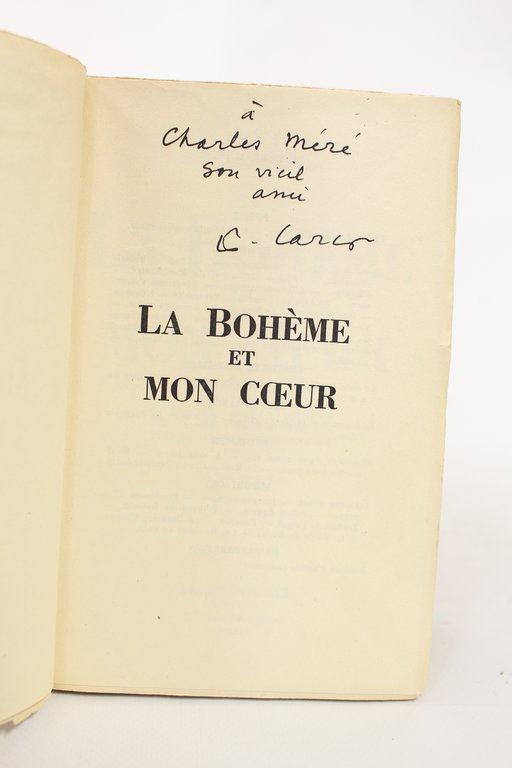 à
Charles Méré
son vieil
ami
Carco
LA BOHÈME
ET
MON CŒUR